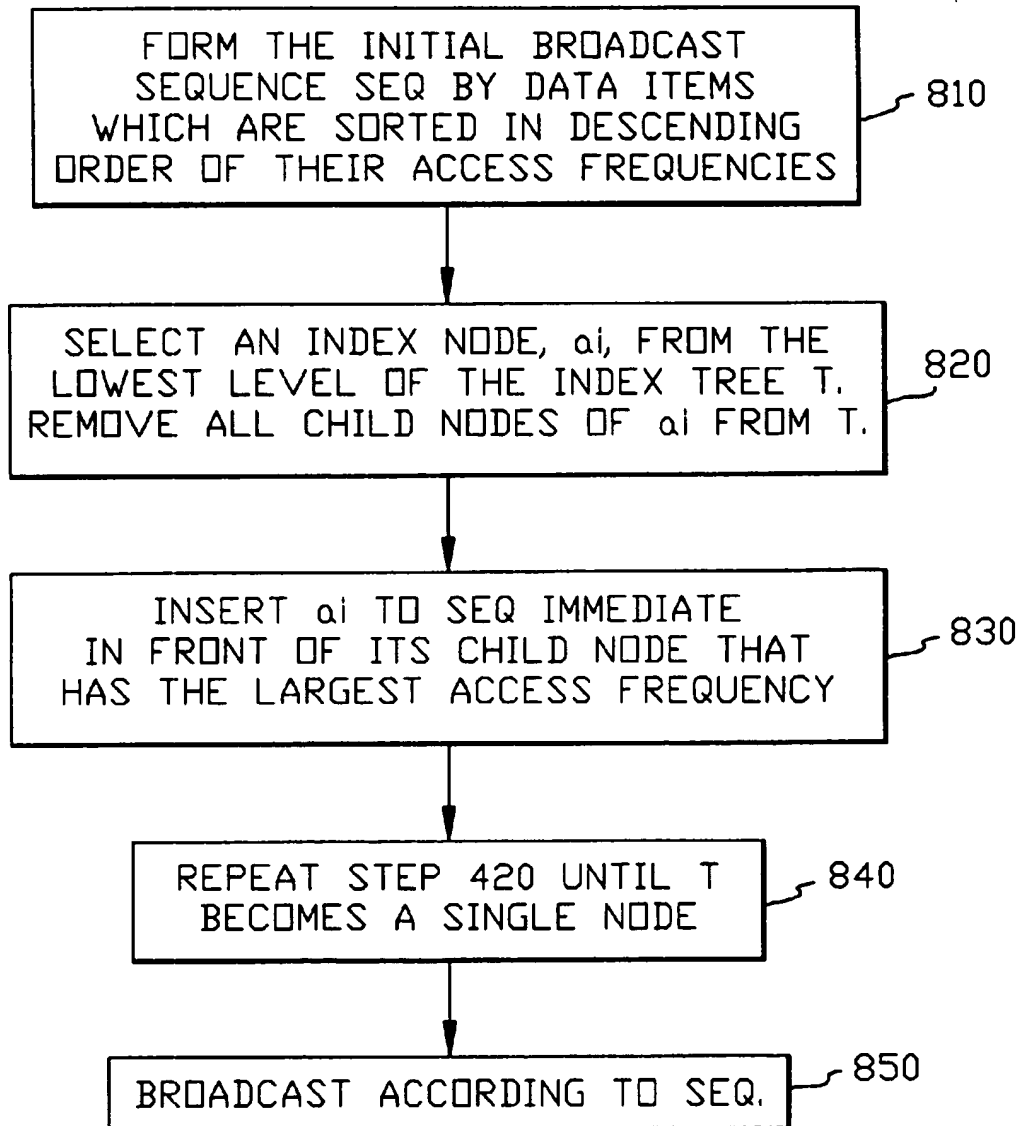 FORM THE INITIAL BROADCAST
SEQUENCE SEQ BY DATA ITEMS
WHICH ARE SORTED IN DESCENDING
ORDER OF THEIR ACCESS FREQUENCIES
810
SELECT AN INDEX NODE, ai, FROM THE
LOWEST LEVEL OF THE INDEX TREE T.
REMOVE ALL CHILD NODES OF ai FROM T.
820
INSERT ai TO SEQ IMMEDIATE
IN FRONT OF ITS CHILD NODE THAT
HAS THE LARGEST ACCESS FREQUENCY
830
REPEAT STEP 420 UNTIL T
BECOMES A SINGLE NODE
840
BROADCAST ACCORDING TO SEQ.
850